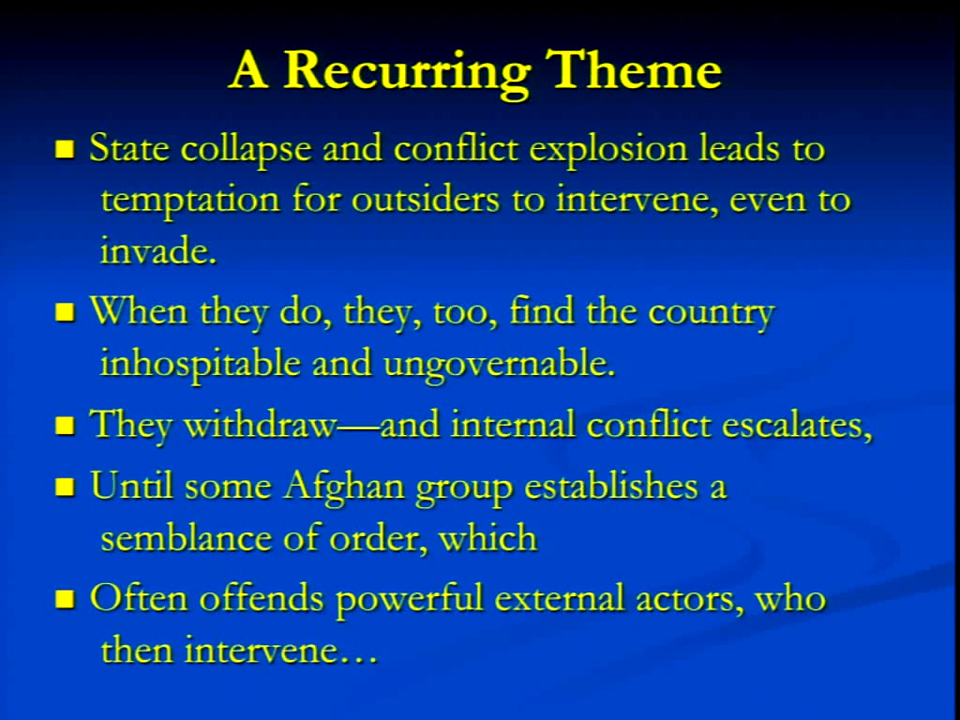 A Recurring Theme
State collapse and conflict explosion leads to
temptation for outsiders to intervene, even to
invade.
When they do, they, too, find the country
inhospitable and ungovernable.
They withdraw—and internal conflict escalates,
Until some Afghan group establishes a
semblance of order, which
Often offends powerful external actors, who
then intervene…